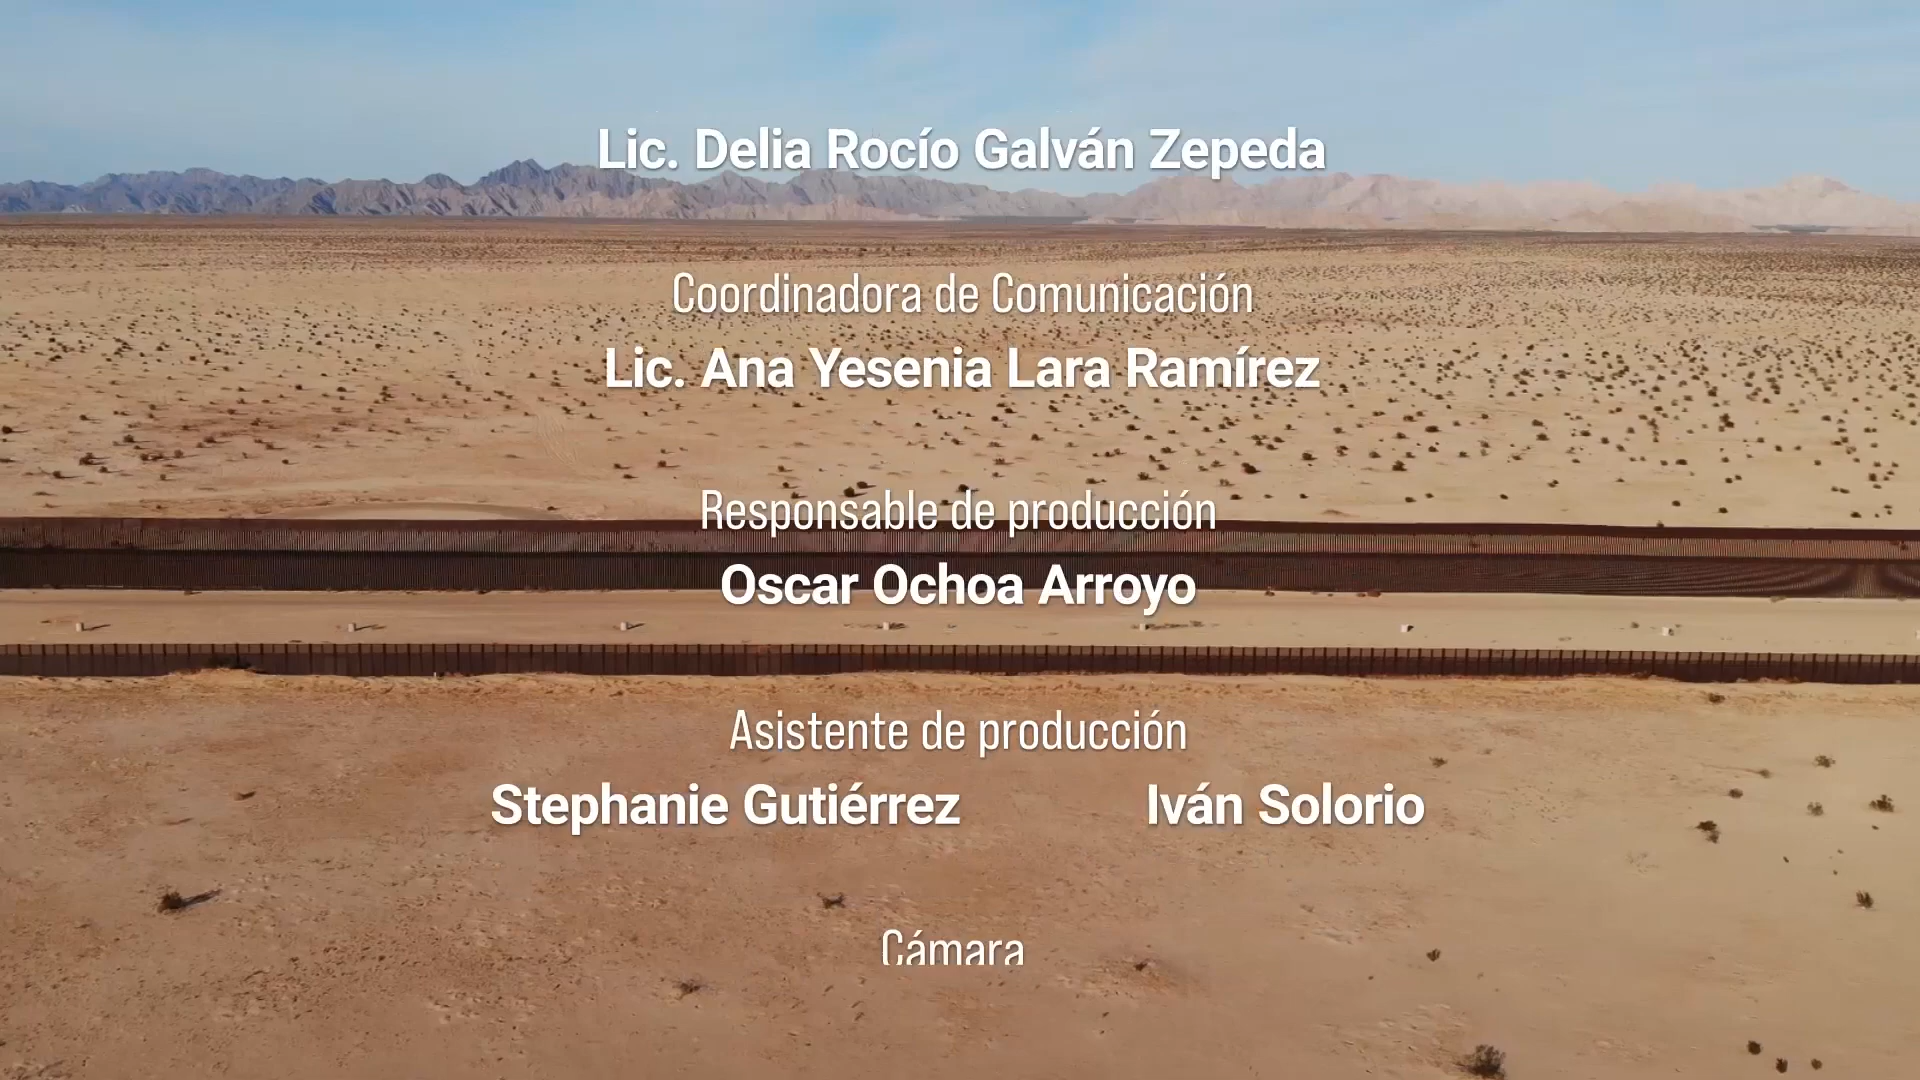 Lic. Delia Rocío Galván Zepeda
Coordinadora de Comunicación
Lic. Ana Yesenia Lara Ramírez
Responsable de producción
Oscar Ochoa Arroyo
Asistente de producción
Stephanie Gutiérrez Iván Solorio
Cámara